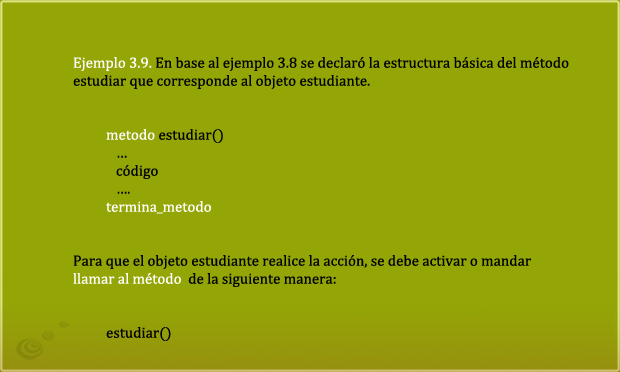 Ejemplo 3.9. En base al ejemplo 3.8 se declaró la estructura básica del método
estudiar que corresponde al objeto estudiante.
metodo estudiar()
...
código
....
termina_metodo
Para que el objeto estudiante realice la acción, se debe activar o mandar
llamar al método de la siguiente manera:
estudiar()